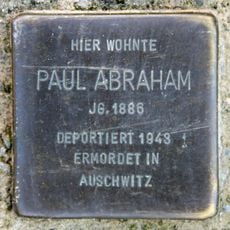 HIER WOHNTE
PAUL ABRAHAM
JG. 1886
DEPORTIERT 1943
ERMORDET IN
AUSCHWITZ